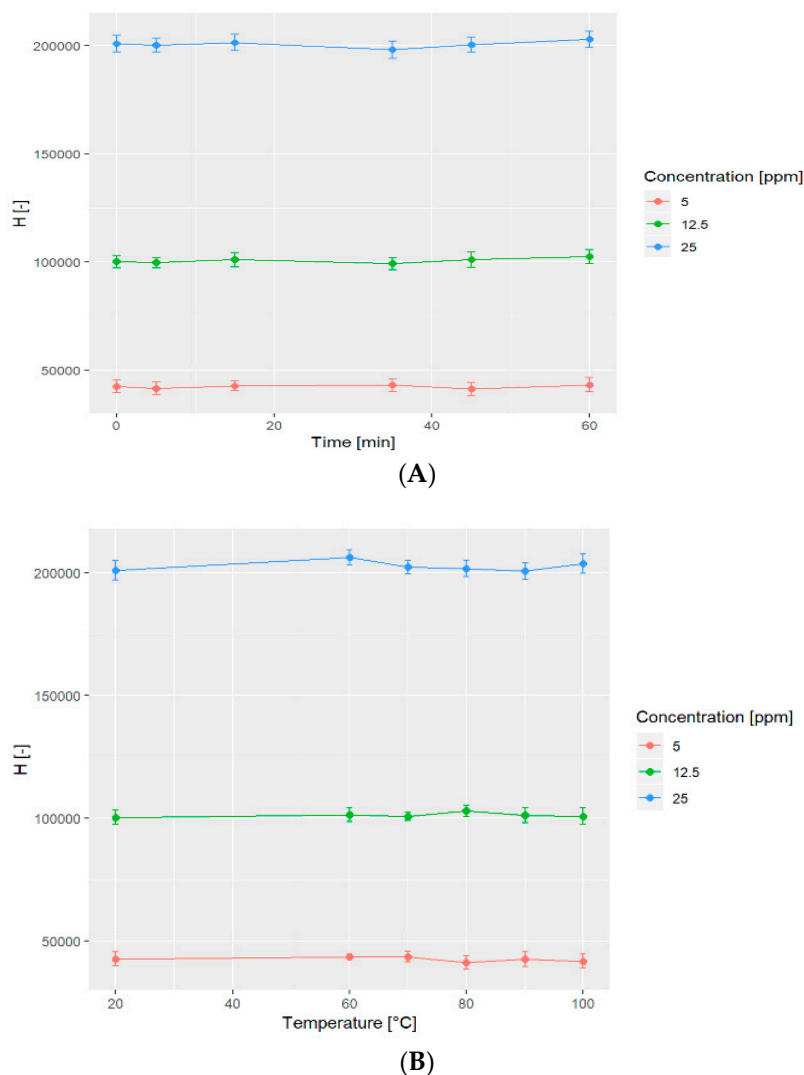 200000
150000
100000
50000
H [-]
0
20
40
60
Time [min]
Concentration [ppm]
5
12.5
25
(A)
200000
150000
100000
50000
H [-]
20
40
60
80
100
Temperature [°C]
Concentration [ppm]
5
12.5
25
(B)